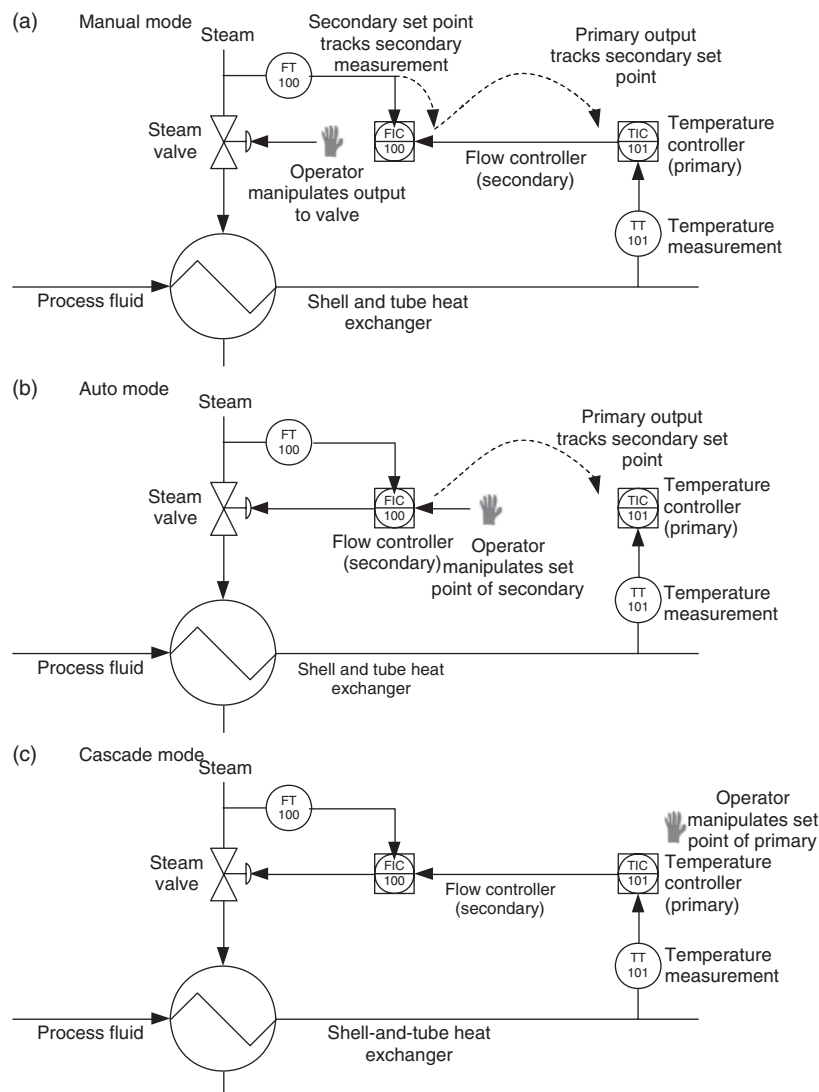 (a)
Manual mode
Steam
FT
100
Secondary set point
tracks secondary
measurement
Primary output
tracks secondary set
point
Steam
valve
Operator
manipulates output
to valve
FIC
100
Flow controller
(secondary)
TIC
101
Temperature
controller
(primary)
TT
101
Temperature
measurement
Process fluid
Shell and tube heat
exchanger
(b)
Auto mode
Steam
FT
100
Primary output
tracks secondary set
point
Steam
valve
FIC
100
Flow controller
(secondary)
Operator
manipulates set
point of secondary
TIC
101
Temperature
controller
(primary)
TT
101
Temperature
measurement
Process fluid
Shell and tube heat
exchanger
(c)
Cascade mode
Steam
FT
100
Operator
manipulates set
point of primary
Steam
valve
FIC
100
Flow controller
(secondary)
TIC
101
Temperature
controller
(primary)
TT
101
Temperature
measurement
Process fluid
Shell-and-tube heat
exchanger